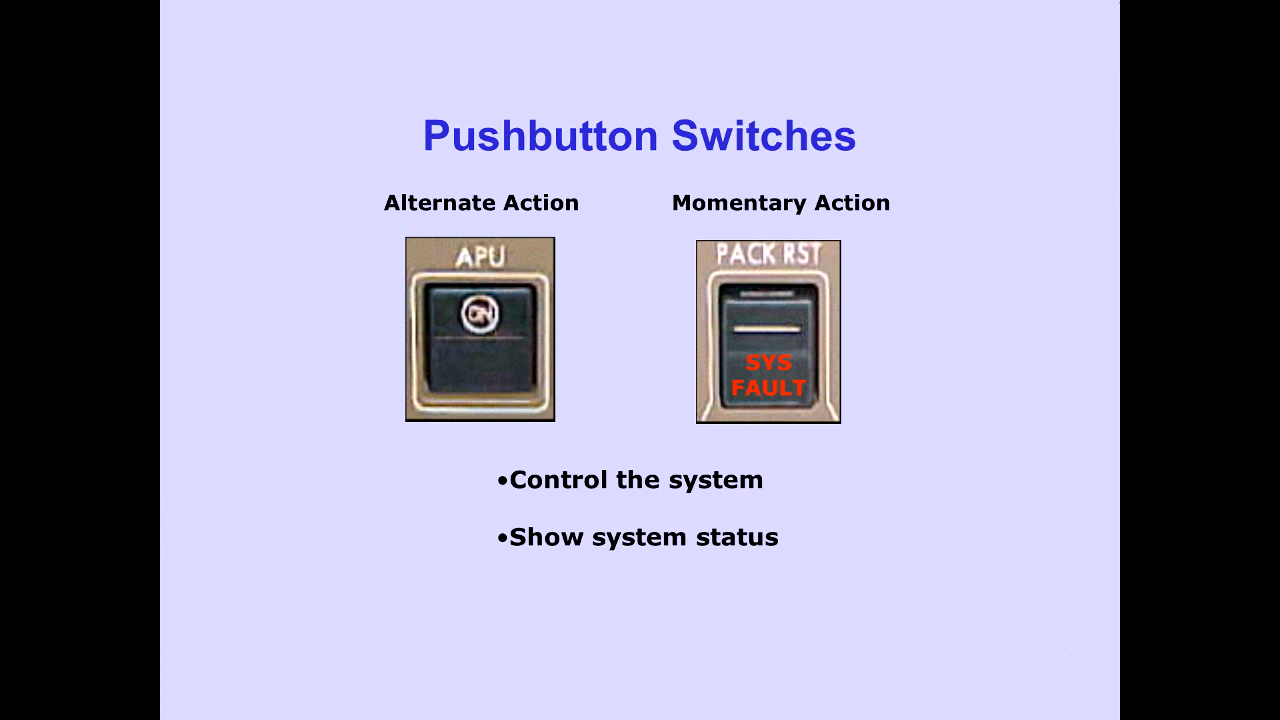 Pushbutton Switches
Alternate Action
Momentary Action
APU
ON
PACK RST
SYS
FAULT
•Control the system
•Show system status